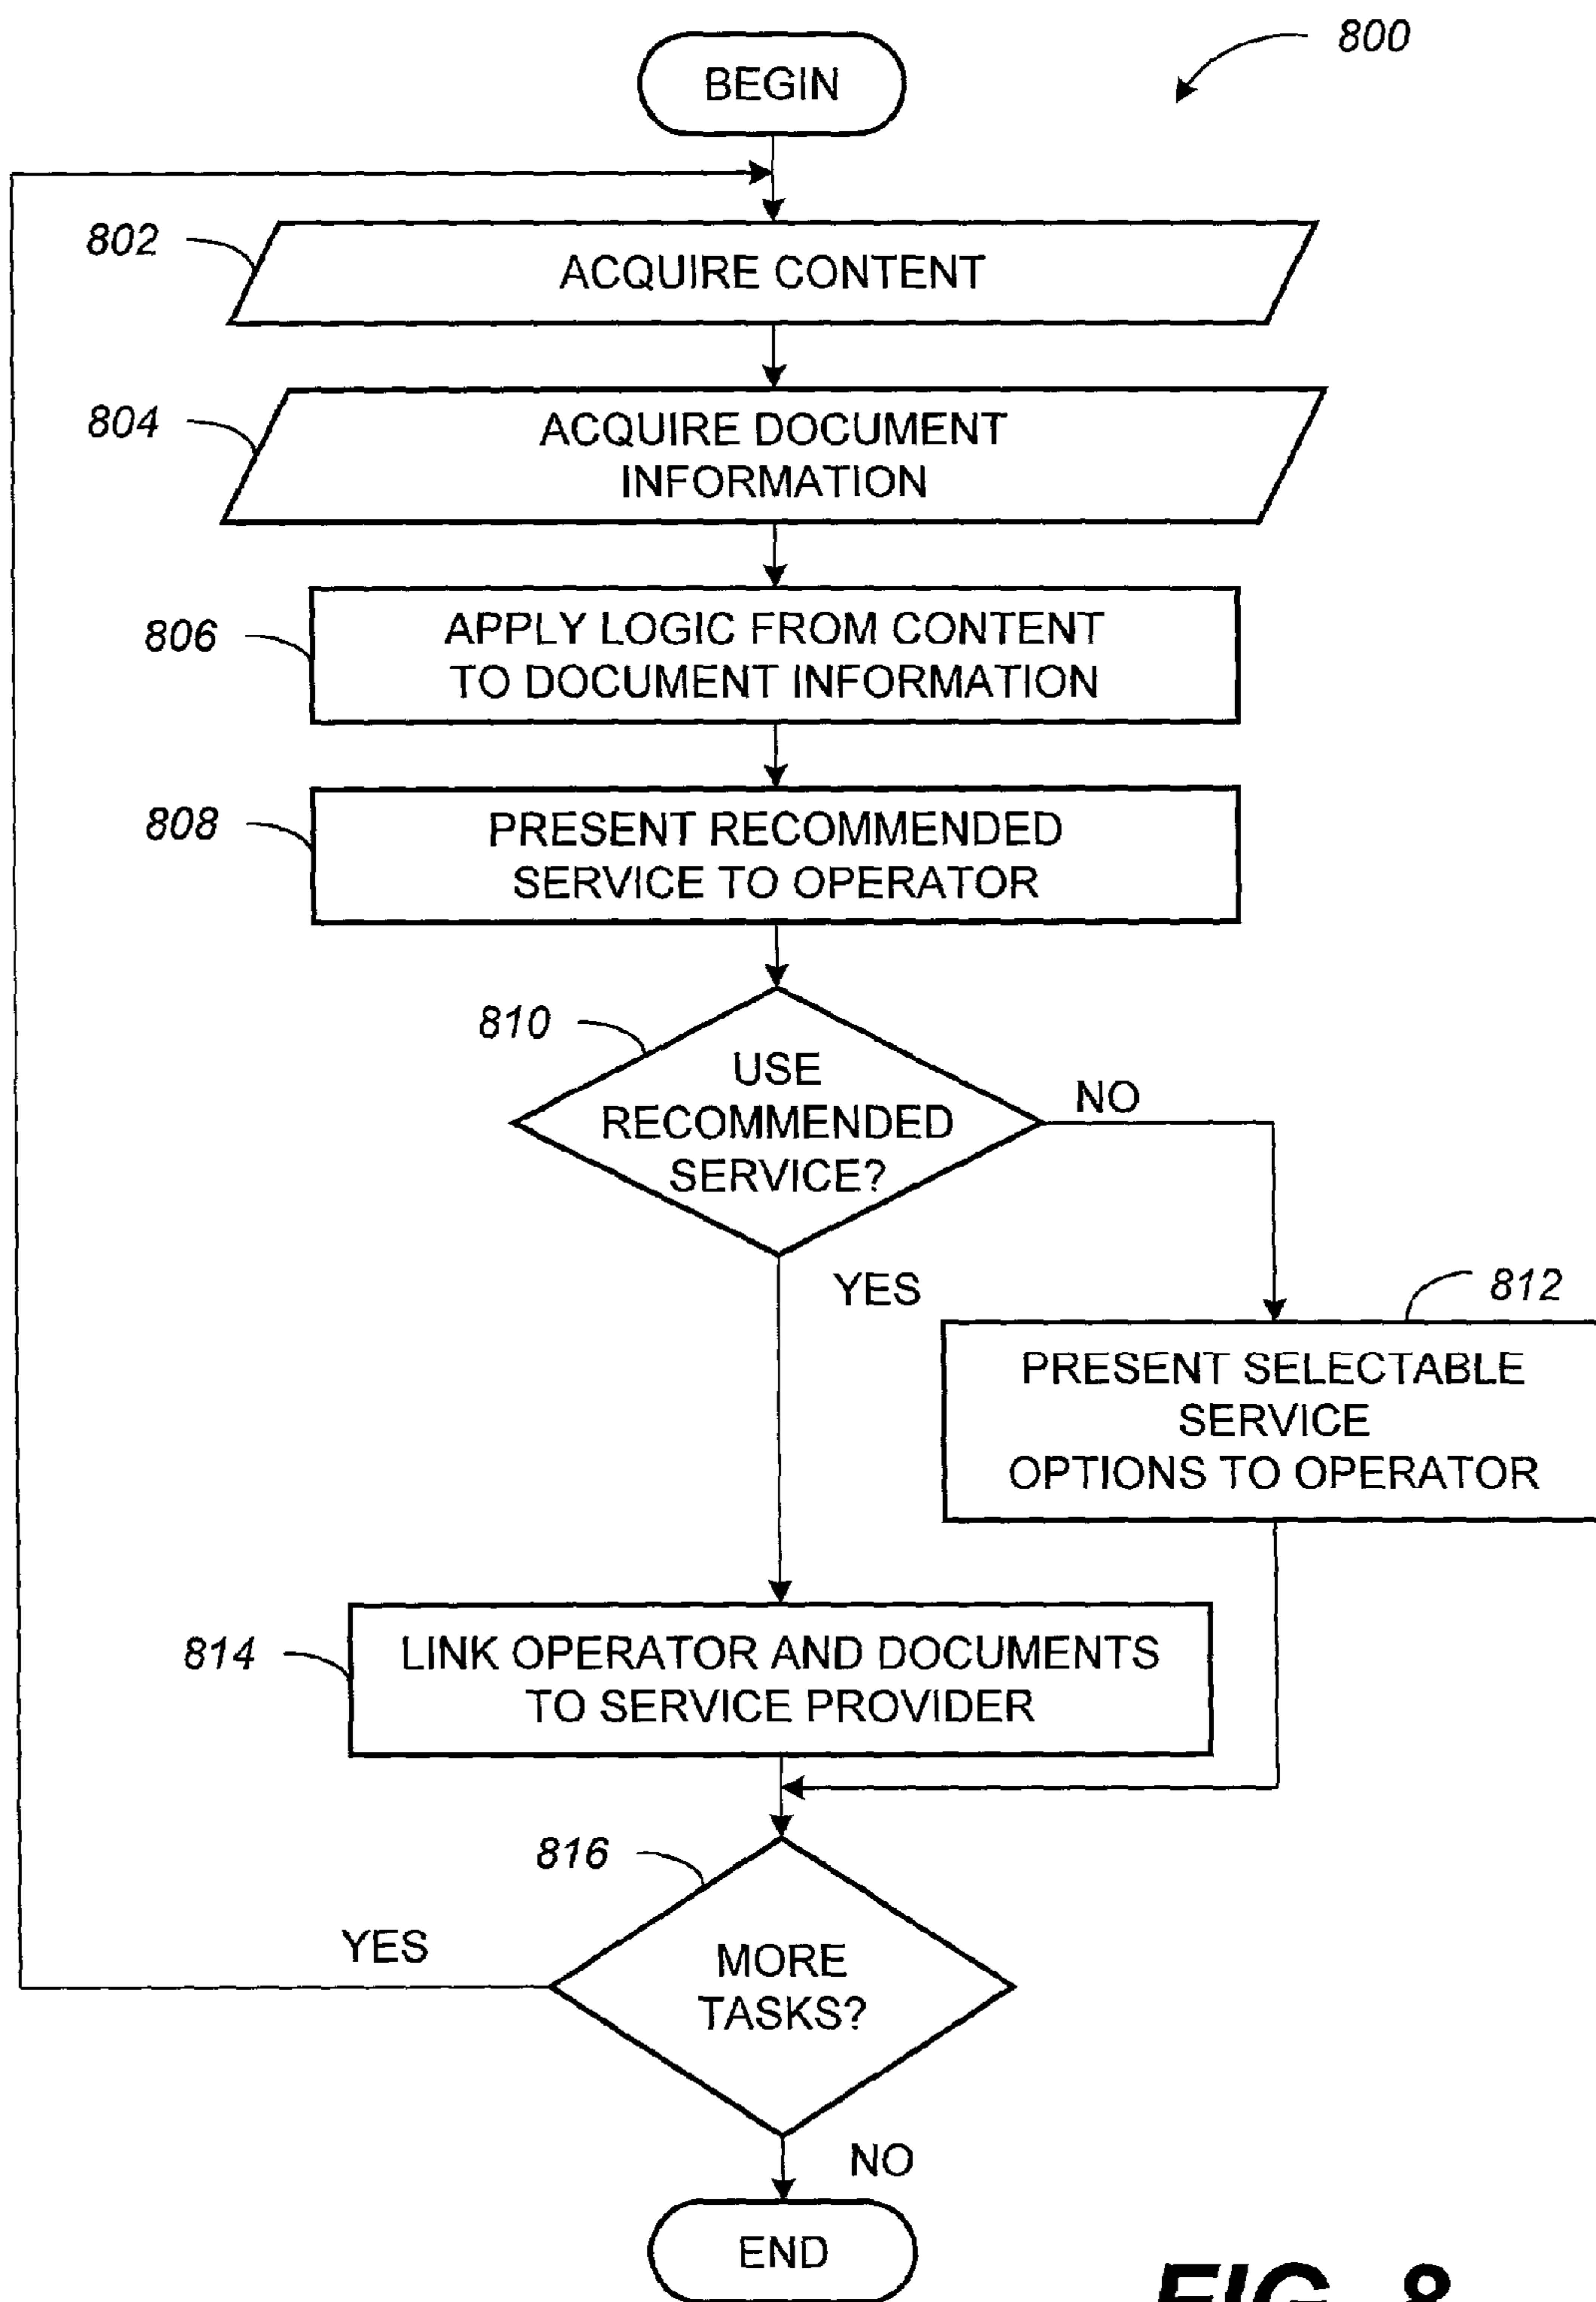 800
BEGIN
802
ACQUIRE CONTENT
804
ACQUIRE DOCUMENT
INFORMATION
806
APPLY LOGIC FROM CONTENT
TO DOCUMENT INFORMATION
808
PRESENT RECOMMENDED
SERVICE TO OPERATOR
810
USE
RECOMMENDED
SERVICE?
NO
YES
812
PRESENT SELECTABLE
SERVICE
OPTIONS TO OPERATOR
814
LINK OPERATOR AND DOCUMENTS
TO SERVICE PROVIDER
816
YES
MORE
TASKS?
NO
END
FIG. 8